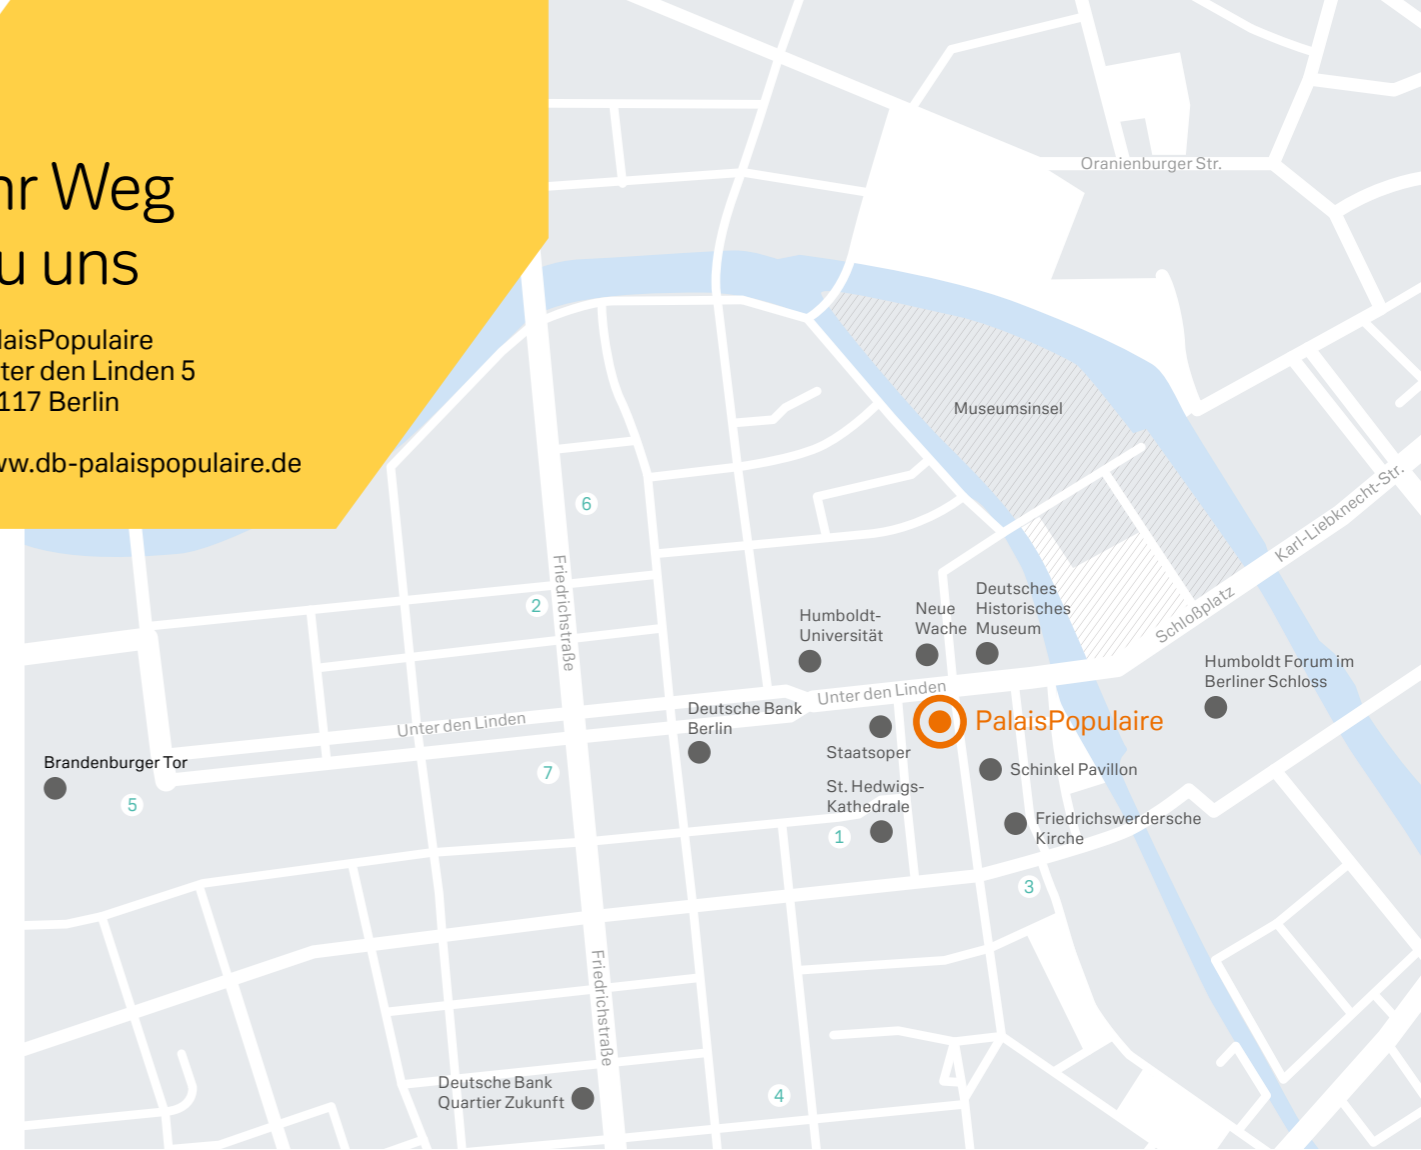 hr Weg
u uns
laisPopulaire
ter den Linden 5
117 Berlin
w.db-palaispopulaire.de
Oranienburger Str.
Museumsinsel
Karl-Liebknecht-Str.
6
Friedrichstraße
2
Deutsches
Historisches
Museum
Neue
Wache
Humboldt-
Universität
Schloßplatz
Humboldt Forum im
Berliner Schloss
Unter den Linden
Unter den Linden
Deutsche Bank
Berlin
PalaisPopulaire
Staatsoper
Brandenburger Tor
5
7
Schinkel Pavillon
St. Hedwigs-
Kathedrale
1
Friedrichswerdersche
Kirche
3
Friedrichstraße
Deutsche Bank
Quartier Zukunft
4